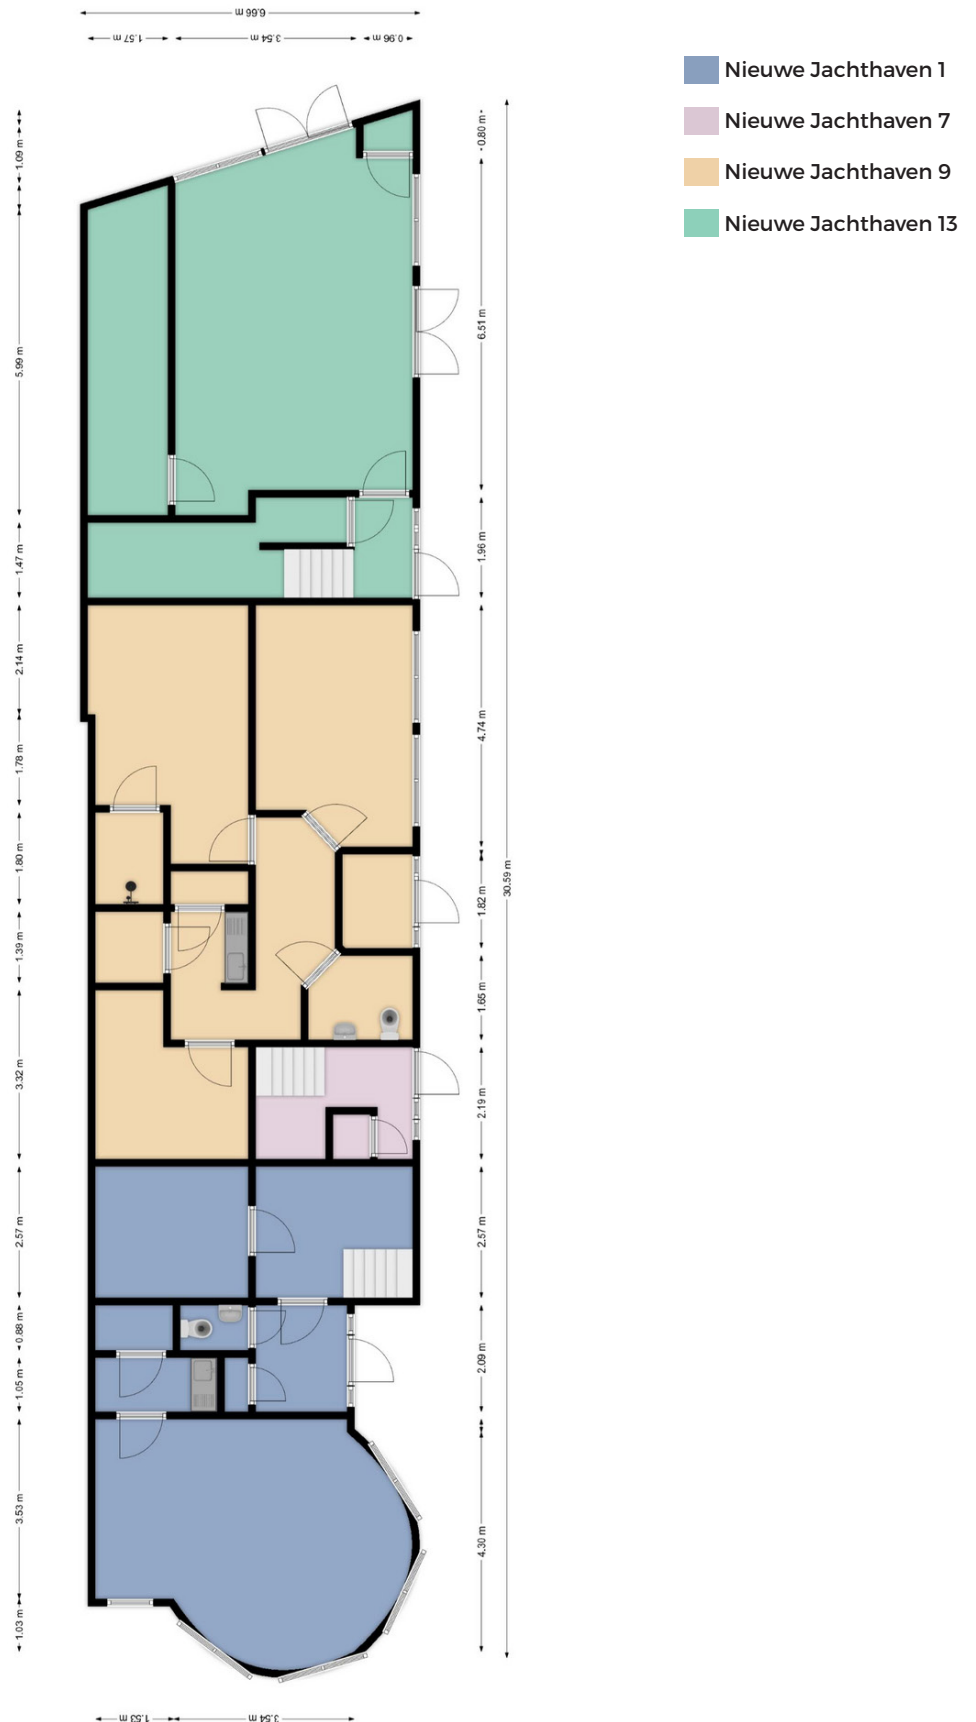 6.66 m
1.57 m
3.54 m
0.96 m
Nieuwe Jachthaven 1
Nieuwe Jachthaven 7
Nieuwe Jachthaven 9
Nieuwe Jachthaven 13
1.09 m
0.80 m
5.99 m
6.51 m
1.47 m
1.96 m
2.14 m
4.74 m
1.78 m
1.80 m
30.59 m
1.82 m
1.39 m
1.65 m
3.32 m
2.19 m
2.57 m
2.57 m
0.88 m
2.09 m
1.05 m
3.53 m
4.30 m
1.03 m
1.53 m
3.54 m